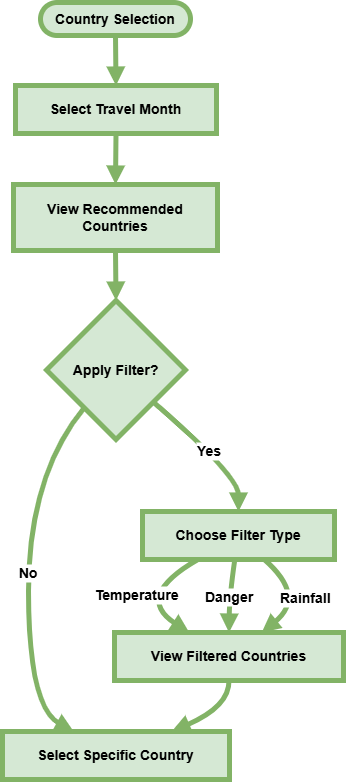 Country Selection
Select Travel Month
View Recommended
Countries
Apply Filter?
Yes
Choose Filter Type
No
Temperature
Danger
Rainfall
View Filtered Countries
Select Specific Country